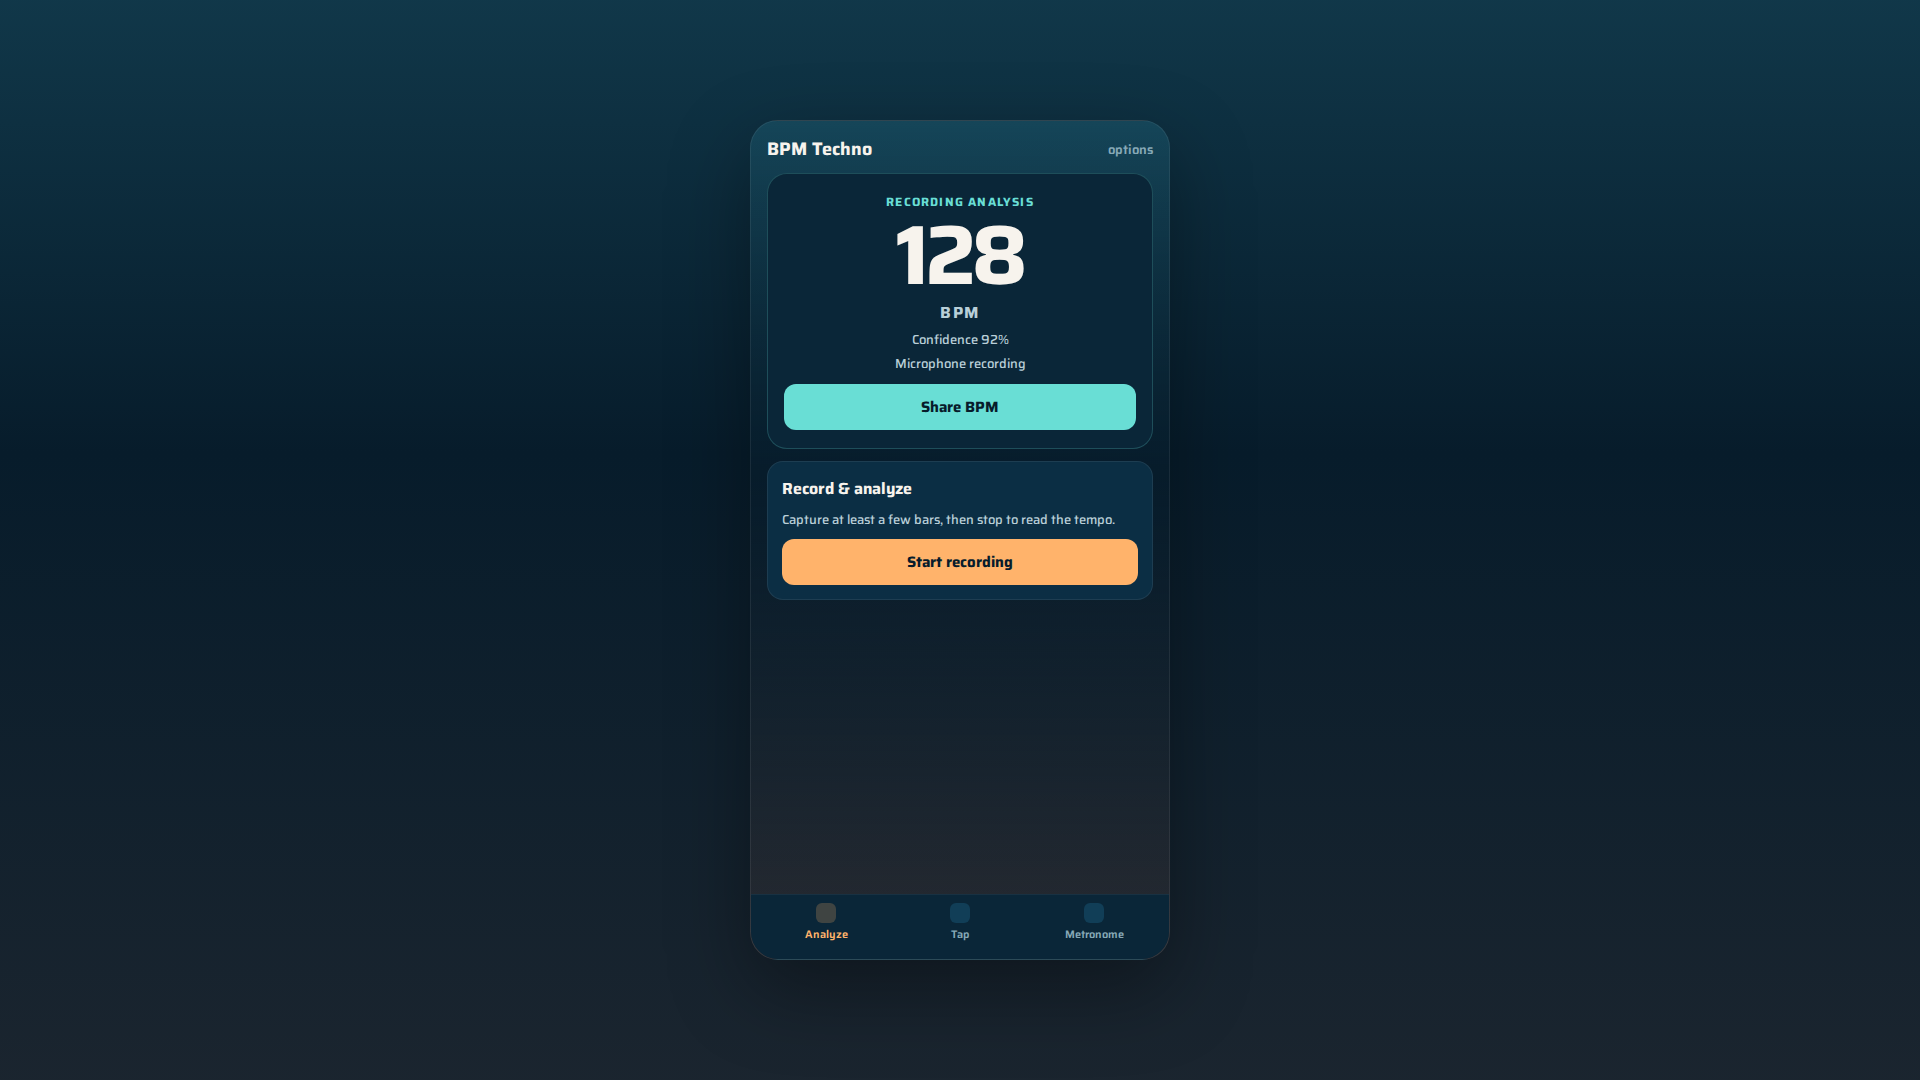 BPM Techno
options
RECORDING ANALYSIS
128
BPM
Confidence 92%
Microphone recording
Share BPM
Record & analyze
Capture at least a few bars, then stop to read the tempo.
Start recording
Analyze
Tap
Metronome